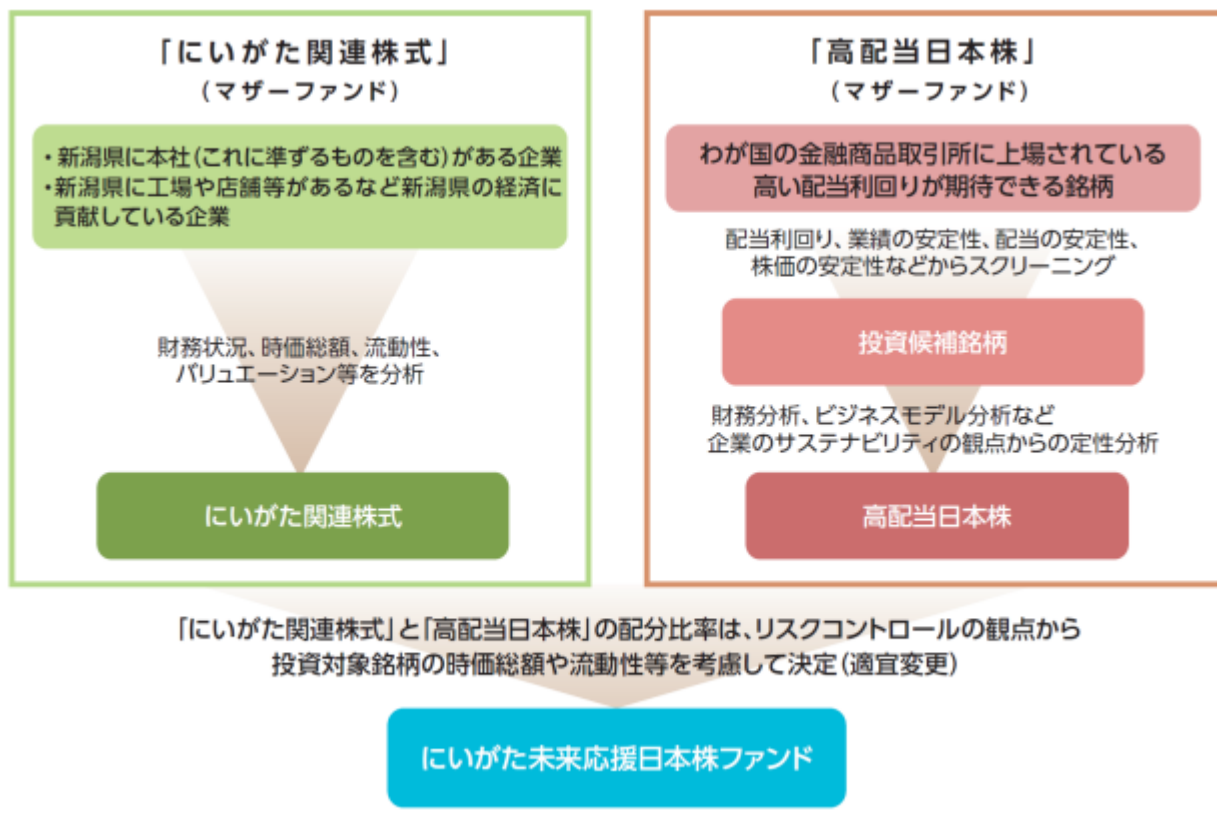 「にいがた関連株式」
(マザーファンド)
・新潟県に本社(これに準ずるものを含む)がある企業
・新潟県に工場や店舗等があるなど新潟県の経済に
貢献している企業
財務状況、時価総額、流動性、
バリュエーション等を分析
にいがた関連株式
「高配当日本株」
(マザーファンド)
わが国の金融商品取引所に上場されている
高い配当利回りが期待できる銘柄
配当利回り、業績の安定性、配当の安定性、
株価の安定性などからスクリーニング
投資候補銘柄
財務分析、ビジネスモデル分析など
企業のサステナビリティの観点からの定性分析
高配当日本株
「にいがた関連株式」と「高配当日本株」の配分比率は、リスクコントロールの観点から
投資対象銘柄の時価総額や流動性等を考慮して決定(適宜変更)
にいがた未来応援日本株ファンド